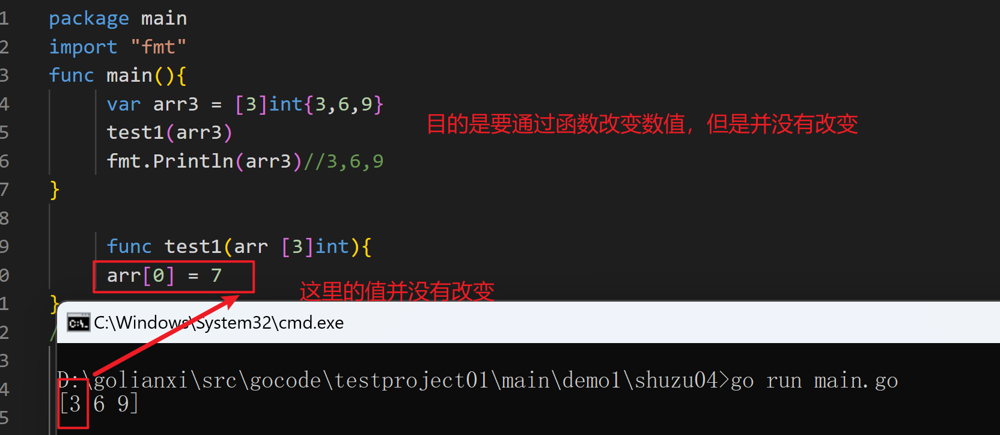 1 package main
2 import "fmt"
3 func main(){
4 var arr3 = [3]int{3,6,9}
目的是要通过函数改变数值，但是并没有改变
5 test1(arr3)
6 fmt.Println(arr3)//3,6,9
7 }
8
9 func test1(arr [3]int){
0 arr[0] = 7
这里的值并没有改变
1 }
2 /
3
4
5
C:\Windows\System32\cmd.exe
D:\golianxi\src\gocode\testproject01\main\demo1\shuzu04>go run main.go
[3 6 9]